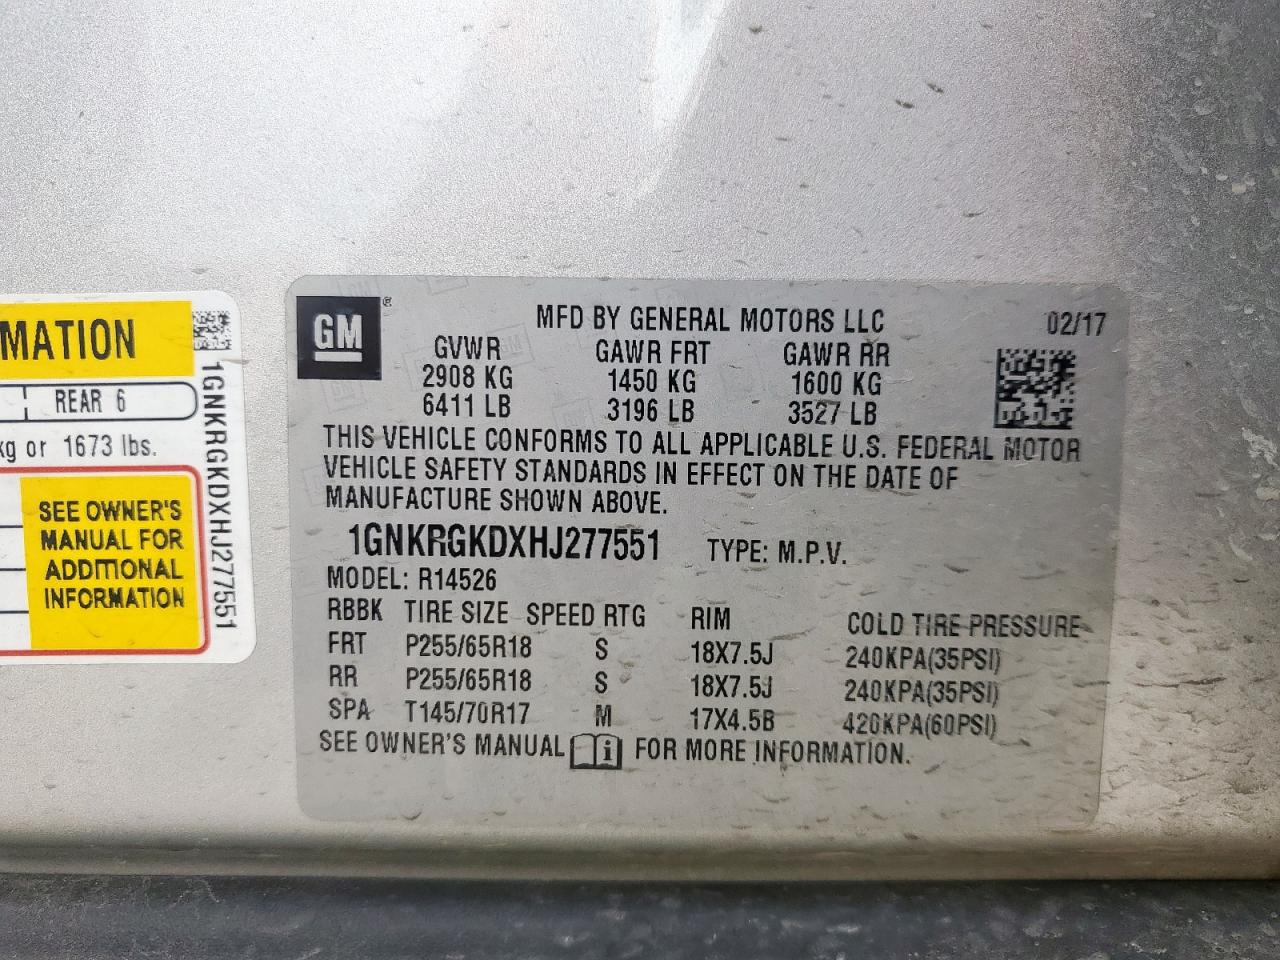 MATION
REAR 6
kg or 1673 lbs.
SEE OWNER'S
MANUAL FOR
ADDITIONAL
INFORMATION
1GNKRGKDXHJ277551
GM®
MFD BY GENERAL MOTORS LLC 02/17
GVWR GAWR FRT GAWR RR
2908 KG 1450 KG 1600 KG
6411 LB 3196 LB 3527 LB
THIS VEHICLE CONFORMS TO ALL APPLICABLE U.S. FEDERAL MOTOR
VEHICLE SAFETY STANDARDS IN EFFECT ON THE DATE OF
MANUFACTURE SHOWN ABOVE.
1GNKRGKDXHJ277551 TYPE: M.P.V.
MODEL: R14526
RBBK TIRE SIZE SPEED RTG RIM COLD TIRE PRESSURE
FRT P255/65R18 S 18X7.5J 240KPA(35PSI)
RR P255/65R18 S 18X7.5J 240KPA(35PSI)
SPA T145/70R17 M 17X4.5B 420KPA(60PSI)
SEE OWNER'S MANUAL i FOR MORE INFORMATION.